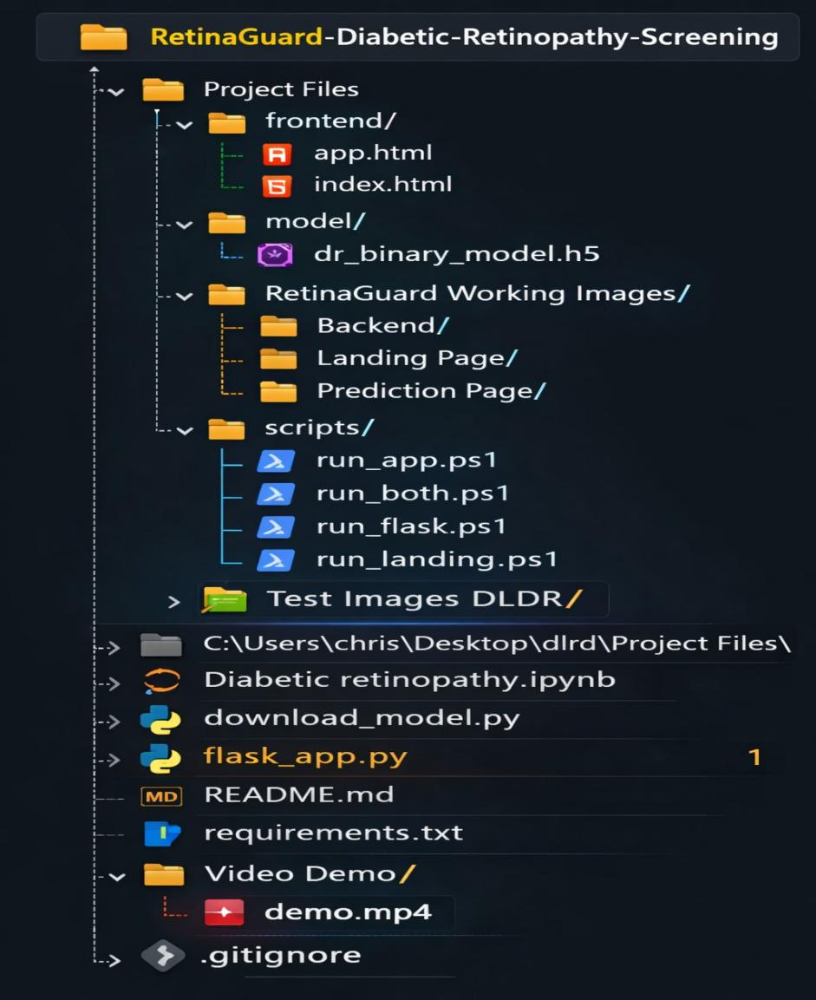 RetinaGuard-Diabetic-Retinopathy-Screening
Project Files
frontend/
app.html
index.html
model/
dr_binary_model.h5
RetinaGuard Working Images/
Backend/
Landing Page/
Prediction Page/
scripts/
run_app.ps1
run_both.ps1
run_flask.ps1
run_landing.ps1
Test Images DLDR/
C:\Users\chris\Desktop\dlrd\Project Files\
Diabetic retinopathy.ipynb
download_model.py
flask_app.py 1
MD README.md
requirements.txt
Video Demo/
demo.mp4
.gitignore